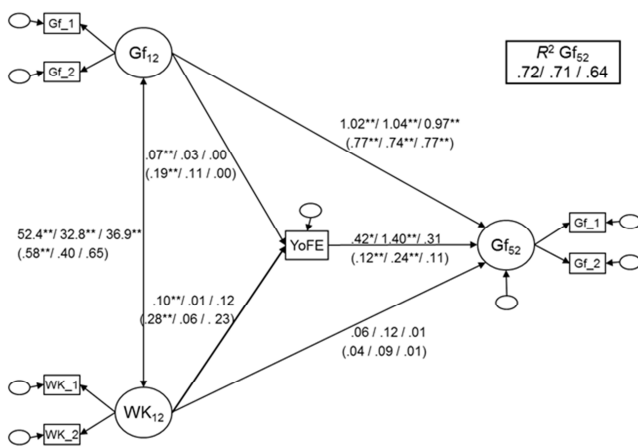 Gf_1
Gf_2
Gf12
R² Gf52
.72/ .71 / .64
1.02**/ 1.04**/ 0.97**
(.77**/ .74**/ .77**)
.07**/ .03 / .00
(.19**/ .11 / .00)
52.4**/ 32.8**/ 36.9**
(.58**/ .40 / .65)
YoFE
.42*/ 1.40**/ .31
(.12**/ .24**/ .11)
Gf52
Gf_1
Gf_2
.10**/ .01 / .12
(.28**/ .06 / .23)
.06 / .12 / .01
(.04 / .09 / .01)
WK_1
WK_2
WK12